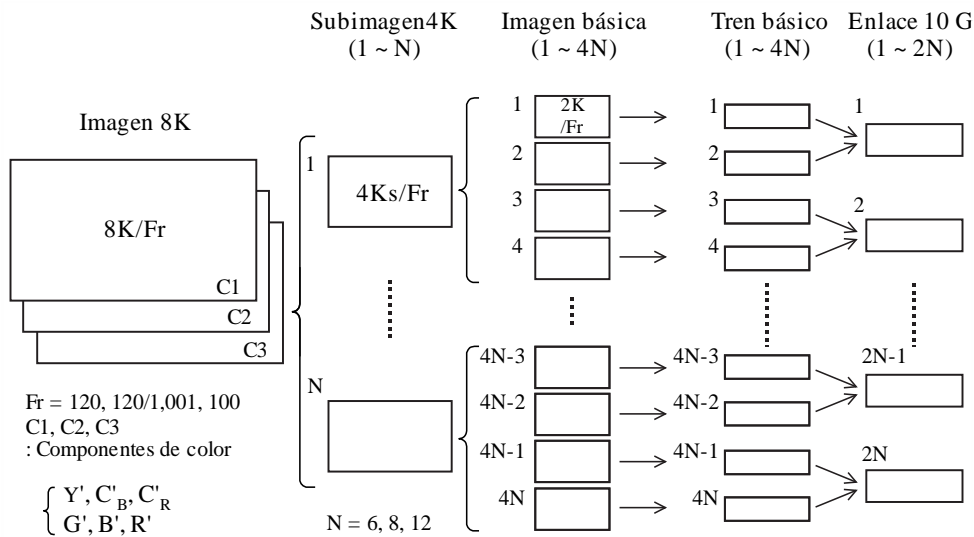 Subimagen4K
(1 ~ N)
Imagen básica
(1 ~ 4N)
Tren básico
(1 ~ 4N)
Enlace 10 G
(1 ~ 2N)
Imagen 8K
8K/Fr
C1
C2
C3
Fr = 120, 120/1,001, 100
C1, C2, C3
: Componentes de color
Y', C'B, C'R
G', B', R'
1
4Ks/Fr
N
N = 6, 8, 12
1
2K
/Fr
2
3
4
4N-3
4N-2
4N-1
4N
1
2
3
4
4N-3
4N-2
4N-1
4N
1
2
2N-1
2N